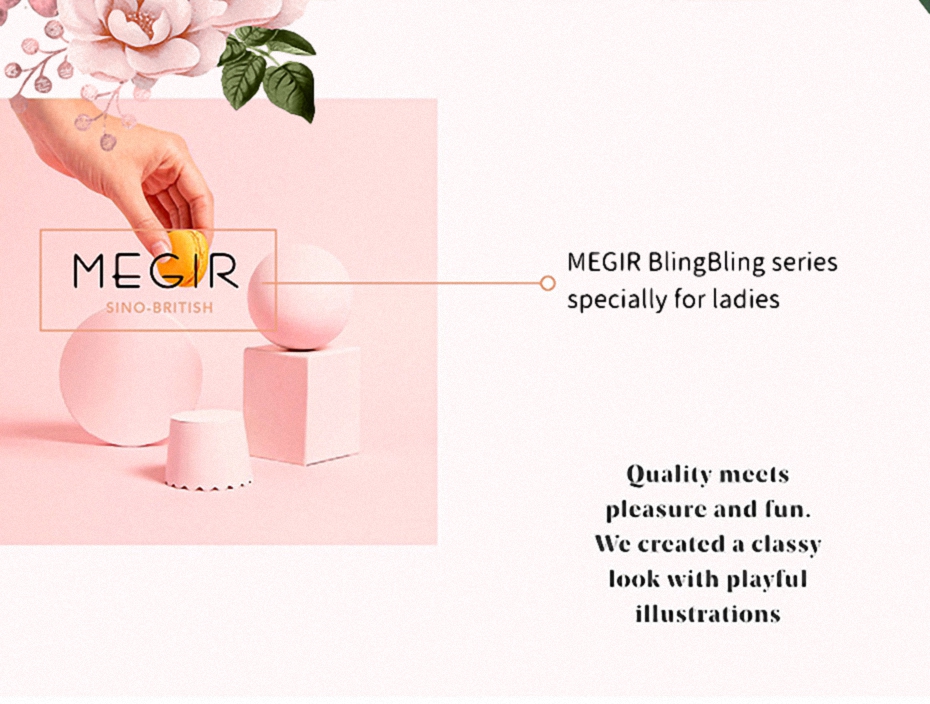 MEGIR
SINO-BRITISH
MEGIR BlingBling series
specially for ladies
Quality meets
pleasure and fun.
We created a classy
look with playful
illustrations